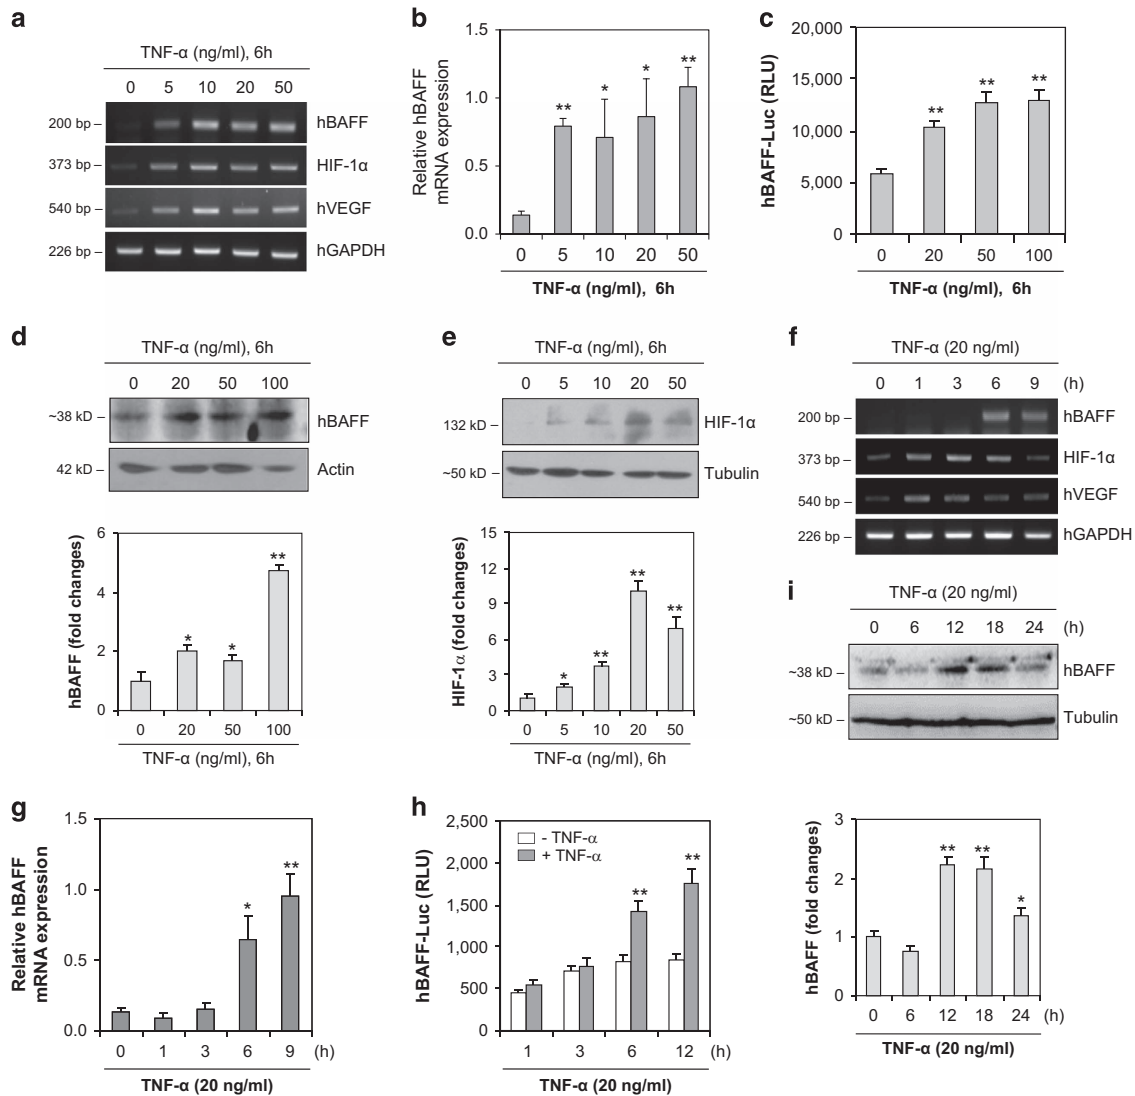 a
TNF-α (ng/ml), 6h
0 5 10 20 50
200 bp – hBAFF
373 bp – HIF-1α
540 bp – hVEGF
226 bp – hGAPDH
b
Relative hBAFF
mRNA expression
1.5
1.0
0.5
0.0
** * * **
0 5 10 20 50
TNF-α (ng/ml), 6h
c
hBAFF-Luc (RLU)
20,000
15,000
10,000
5,000
0
** ** **
0 20 50 100
TNF-α (ng/ml), 6h
d
TNF-α (ng/ml), 6h
0 20 50 100
~38 kD – hBAFF
42 kD – Actin
hBAFF (fold changes)
6
4
2
0
* * **
0 20 50 100
TNF-α (ng/ml), 6h
e
TNF-α (ng/ml), 6h
0 5 10 20 50
132 kD – HIF-1α
~50 kD – Tubulin
HIF-1α (fold changes)
15
12
9
6
3
0
* ** ** **
0 5 10 20 50
TNF-α (ng/ml), 6h
f
TNF-α (20 ng/ml)
0 1 3 6 9 (h)
200 bp – hBAFF
373 bp – HIF-1α
540 bp – hVEGF
226 bp – hGAPDH
i
TNF-α (20 ng/ml)
0 6 12 18 24 (h)
~38 kD – hBAFF
~50 kD – Tubulin
g
Relative hBAFF
mRNA expression
1.5
1.0
0.5
0.0
* **
0 1 3 6 9 (h)
TNF-α (20 ng/ml)
h
hBAFF-Luc (RLU)
2,500
2,000
1,500
1,000
500
0
- TNF-α
+ TNF-α
** **
1 3 6 12 (h)
TNF-α (20 ng/ml)
hBAFF (fold changes)
3
2
1
0
** ** *
0 6 12 18 24 (h)
TNF-α (20 ng/ml)